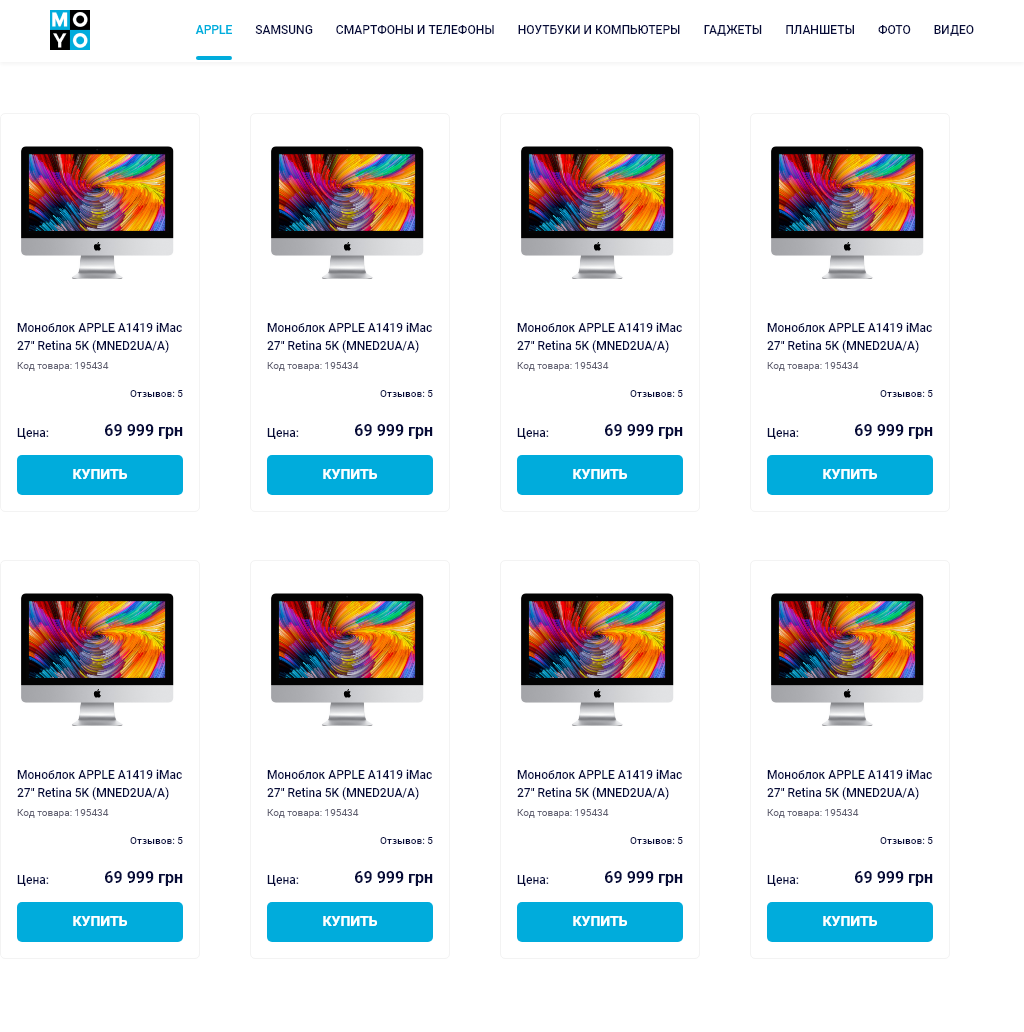 MO
YO
APPLE SAMSUNG СМАРТФОНЫ И ТЕЛЕФОНЫ НОУТБУКИ И КОМПЬЮТЕРЫ ГАДЖЕТЫ ПЛАНШЕТЫ ФОТО ВИДЕО
Моноблок APPLE A1419 iMac
27" Retina 5K (MNED2UA/A)
Код товара: 195434
Отзывов: 5
Цена: 69 999 грн
КУПИТЬ
Моноблок APPLE A1419 iMac
27" Retina 5K (MNED2UA/A)
Код товара: 195434
Отзывов: 5
Цена: 69 999 грн
КУПИТЬ
Моноблок APPLE A1419 iMac
27" Retina 5K (MNED2UA/A)
Код товара: 195434
Отзывов: 5
Цена: 69 999 грн
КУПИТЬ
Моноблок APPLE A1419 iMac
27" Retina 5K (MNED2UA/A)
Код товара: 195434
Отзывов: 5
Цена: 69 999 грн
КУПИТЬ
Моноблок APPLE A1419 iMac
27" Retina 5K (MNED2UA/A)
Код товара: 195434
Отзывов: 5
Цена: 69 999 грн
КУПИТЬ
Моноблок APPLE A1419 iMac
27" Retina 5K (MNED2UA/A)
Код товара: 195434
Отзывов: 5
Цена: 69 999 грн
КУПИТЬ
Моноблок APPLE A1419 iMac
27" Retina 5K (MNED2UA/A)
Код товара: 195434
Отзывов: 5
Цена: 69 999 грн
КУПИТЬ
Моноблок APPLE A1419 iMac
27" Retina 5K (MNED2UA/A)
Код товара: 195434
Отзывов: 5
Цена: 69 999 грн
КУПИТЬ